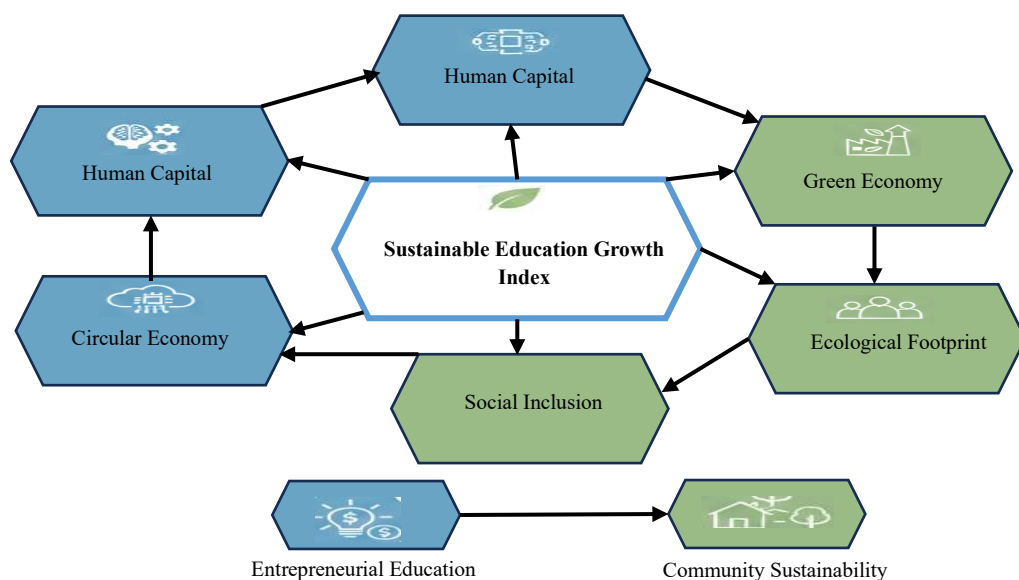 Human Capital
Human Capital
Green Economy
Sustainable Education Growth
Index
Circular Economy
Ecological Footprint
Social Inclusion
$
$
Entrepreneurial Education
Community Sustainability